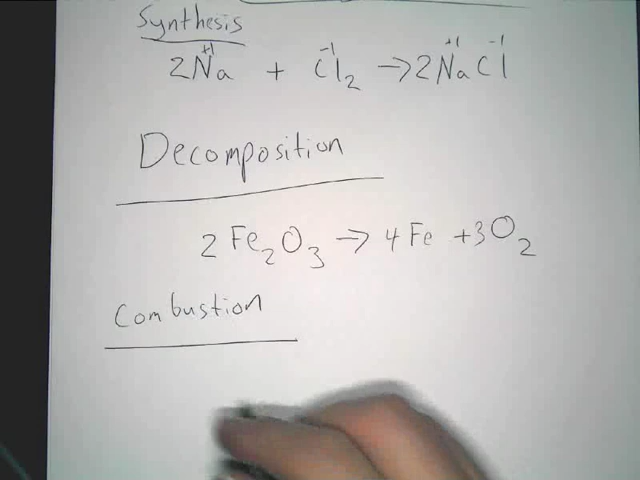 Synthesis
+1 -1 +1 -1
2Na + Cl₂ → 2NaCl
Decomposition
2 Fe₂O₃ → 4 Fe + 3O₂
Combustion